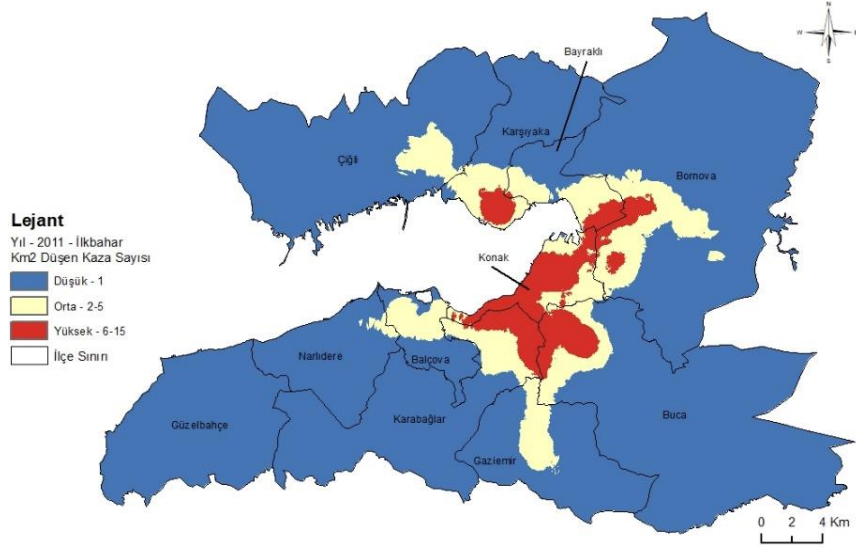 N
W E
S
Bayraklı
Karşıyaka
Çiğli
Bornova
Lejant
Yıl - 2011 - İlkbahar
Km2 Düşen Kaza Sayısı
Düşük - 1
Orta - 2-5
Yüksek - 6-15
İlçe Sınırı
Konak
Narlıdere
Balçova
Güzelbahçe
Karabağlar
Buca
Gaziemir
0 2 4 Km